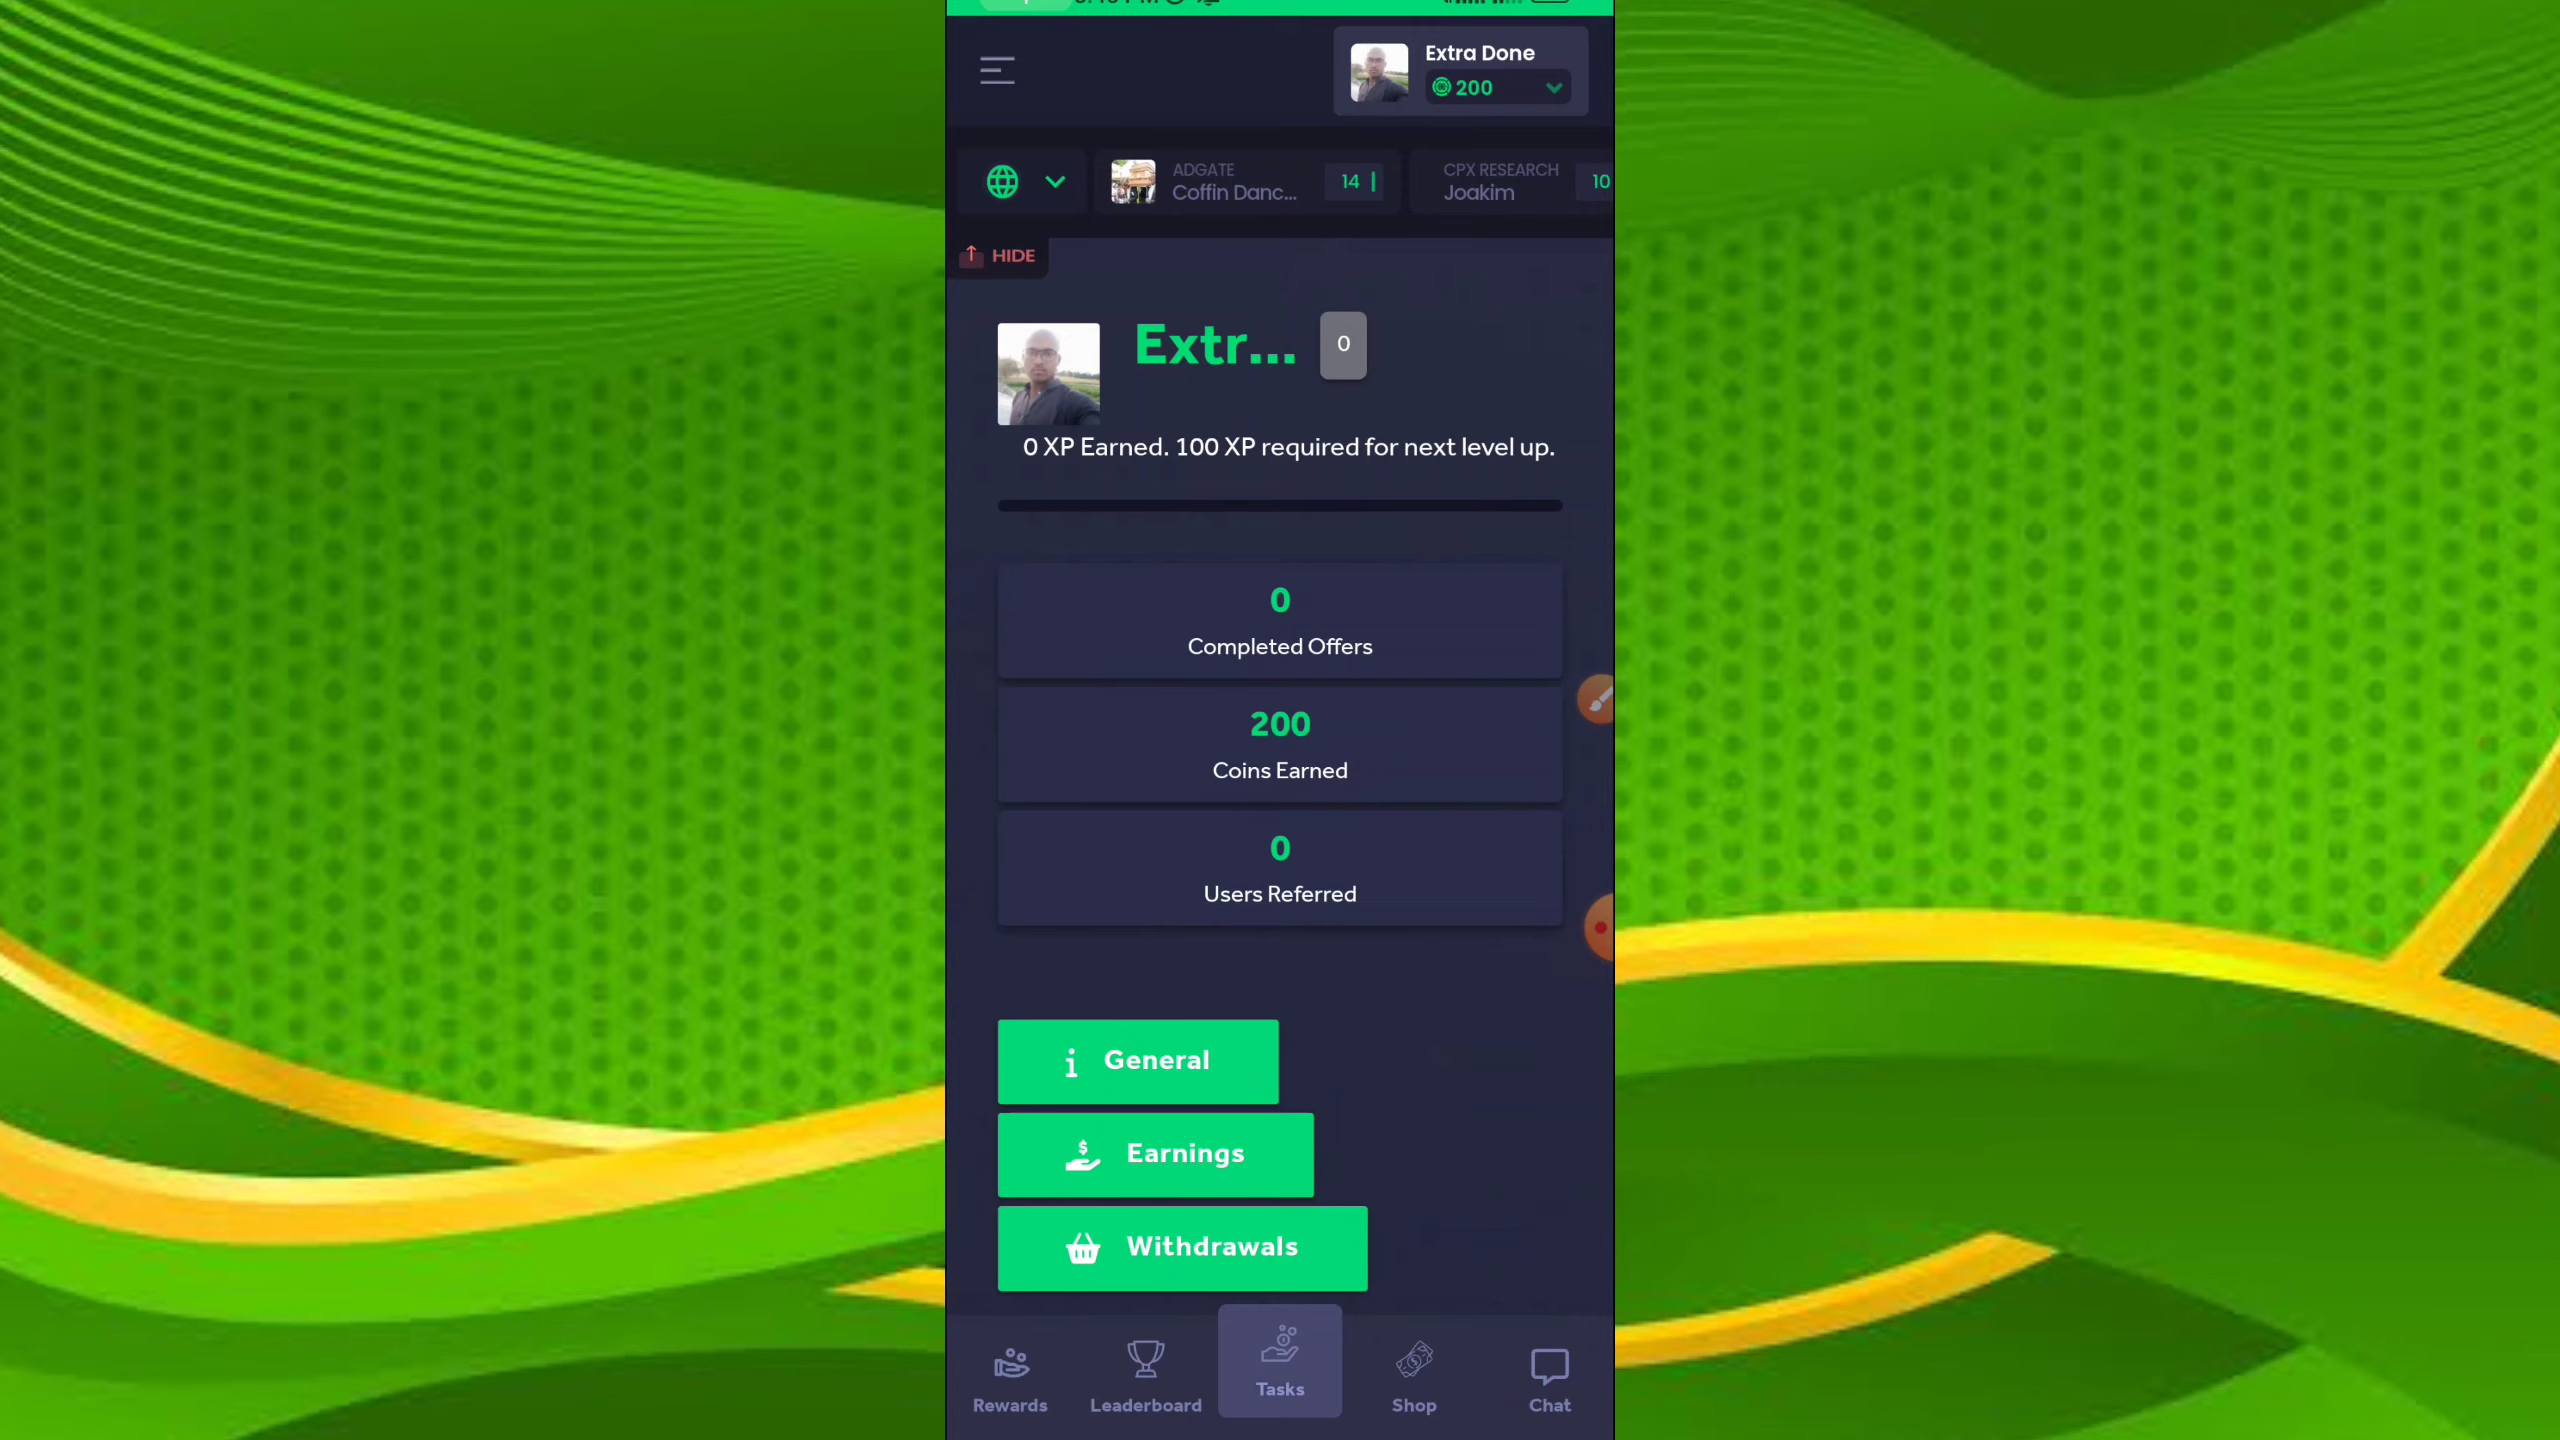 Extra Done
200
ADGATE
Coffin Danc...
14
CPX RESEARCH
Joakim
10
HIDE
Extr...
0
0 XP Earned. 100 XP required for next level up.
0
Completed Offers
200
Coins Earned
0
Users Referred
General
Earnings
Withdrawals
Rewards
Leaderboard
Tasks
Shop
Chat